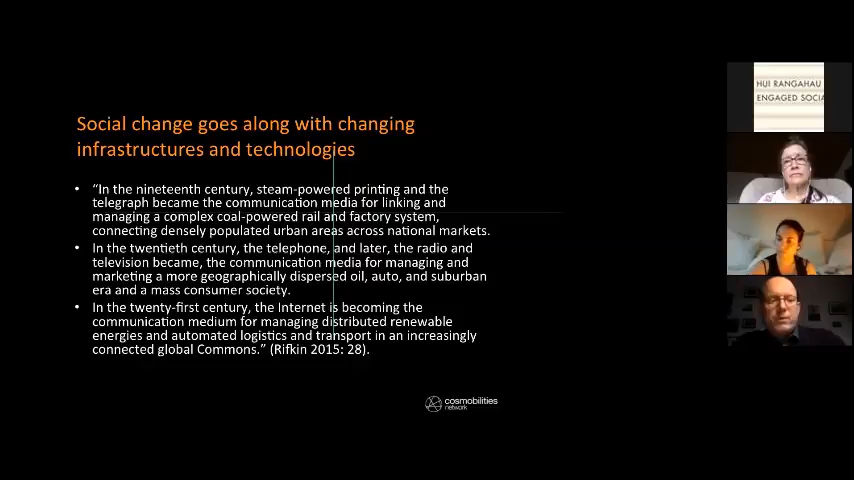 Social change goes along with changing
infrastructures and technologies
• “In the nineteenth century, steam-powered printing and the
telegraph became the communication media for linking and
managing a complex coal-powered rail and factory system,
connecting densely populated urban areas across national markets.
• In the twentieth century, the telephone, and later, the radio and
television became, the communication media for managing and
marketing a more geographically dispersed oil, auto, and suburban
era and a mass consumer society.
• In the twenty-first century, the Internet is becoming the
communication medium for managing distributed renewable
energies and automated logistics and transport in an increasingly
connected global Commons.” (Rifkin 2015: 28).
cosmobilities
network
HUI RANGAHAU
ENGAGED SOCIA